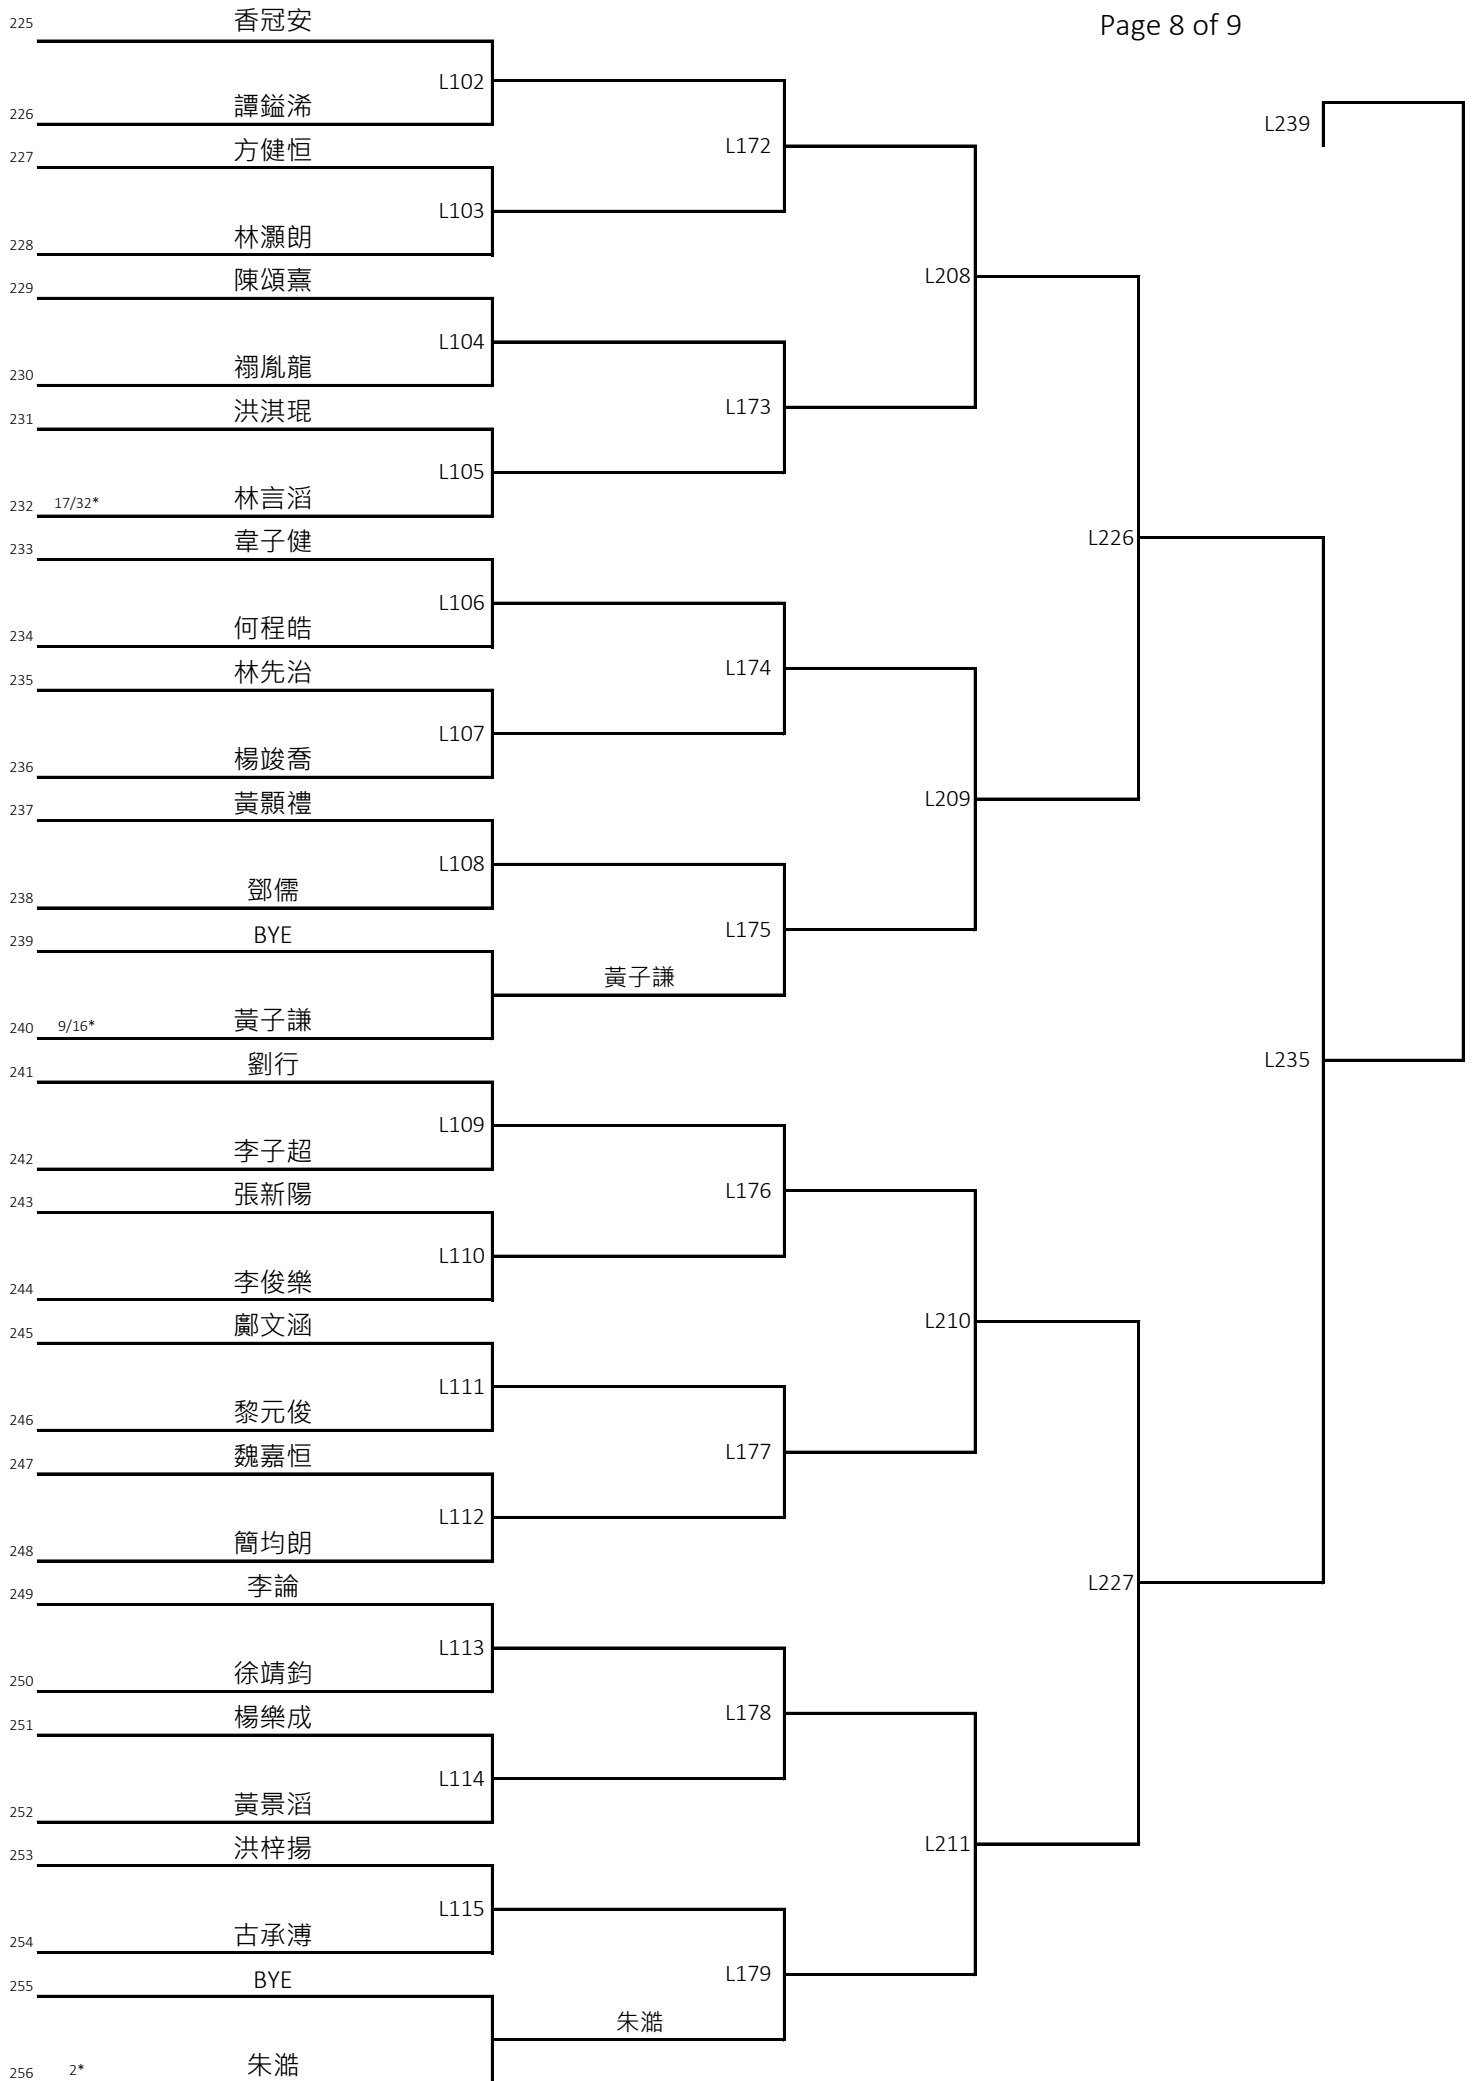 Page 8 of 9
225 香冠安
L102
226 譚鎰浠
227 方健恒
L172
L239
L103
228 林灝朗
229 陳頌熹
L208
L104
230 禤胤龍
231 洪淇琨
L173
L105
232 17/32* 林言滔
233 韋子健
L226
L106
234 何程皓
235 林先治
L174
L107
236 楊竣喬
237 黃顥禮
L209
L108
238 鄧儒
239 BYE
L175
黃子謙
240 9/16* 黃子謙
241 劉行
L235
L109
242 李子超
243 張新陽
L176
L110
244 李俊樂
245 鄺文涵
L210
L111
246 黎元俊
247 魏嘉恒
L177
L112
248 簡均朗
249 李論
L227
L113
250 徐靖鈞
251 楊樂成
L178
L114
252 黃景滔
253 洪梓揚
L211
L115
254 古承溥
255 BYE
L179
朱澔
256 2* 朱澔